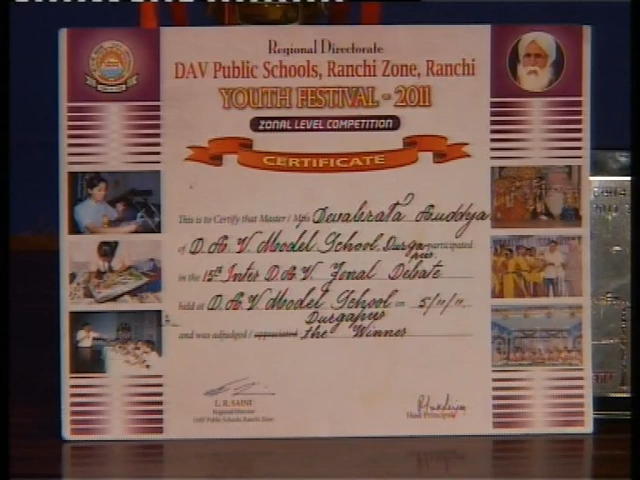 Regional Directorate
DAV Public Schools, Ranchi Zone, Ranchi
YOUTH FESTIVAL - 2011
ZONAL LEVEL COMPETITION
CERTIFICATE
This is to Certify that Master / Miss Devabrata Buddya
of D.A.V Model School, Durgapur participated
in the 15th Inter D.A.V Zonal Debate
held at D.A.V Model School on 5/11/11
Durgapur
and was adjudged / appreciated the Winner
L. R. SAINI
Regional Director
DAV Public Schools, Ranchi Zone
Host Principal